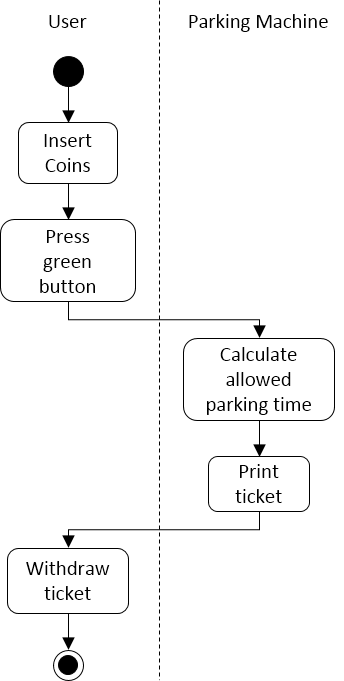 User
Parking Machine
Insert
Coins
Press
green
button
Calculate
allowed
parking time
Print
ticket
Withdraw
ticket